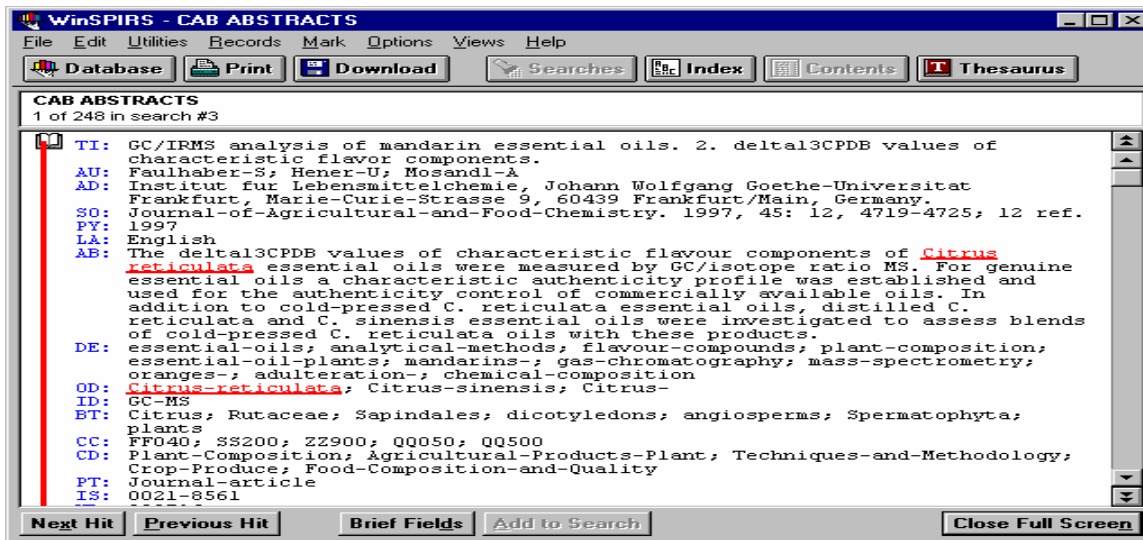 WinSPIRS - CAB ABSTRACTS
File Edit Utilities Records Mark Options Views Help
Database Print Download Searches Index Contents Thesaurus
CAB ABSTRACTS
1 of 248 in search #3
TI: GC/IRMS analysis of mandarin essential oils. 2. delta13CPDB values of
characteristic flavor components.
AU: Faulhaber-S; Hener-U; Mosandl-A
AD: Institut fur Lebensmittelchemie, Johann Wolfgang Goethe-Universitat
Frankfurt, Marie-Curie-Strasse 9, 60439 Frankfurt/Main, Germany.
SO: Journal-of-Agricultural-and-Food-Chemistry. 1997, 45: 12, 4719-4725; 12 ref.
PY: 1997
LA: English
AB: The delta13CPDB values of characteristic flavour components of Citrus
reticulata essential oils were measured by GC/isotope ratio MS. For genuine
essential oils a characteristic authenticity profile was established and
used for the authenticity control of commercially available oils. In
addition to cold-pressed C. reticulata essential oils, distilled C.
reticulata and C. sinensis essential oils were investigated to assess blends
of cold-pressed C. reticulata oils with these products.
DE: essential-oils; analytical-methods; flavour-compounds; plant-composition;
essential-oil-plants; mandarins-; gas-chromatography; mass-spectrometry;
oranges-; adulteration-; chemical-composition
OD: Citrus-reticulata; Citrus-sinensis; Citrus-
ID: GC-MS
BT: Citrus; Rutaceae; Sapindales; dicotyledons; angiosperms; Spermatophyta;
plants
CC: FF040; SS200; ZZ900; QQ050; QQ500
CD: Plant-Composition; Agricultural-Products-Plant; Techniques-and-Methodology;
Crop-Produce; Food-Composition-and-Quality
PT: Journal-article
IS: 0021-8561
Next Hit Previous Hit Brief Fields Add to Search Close Full Screen